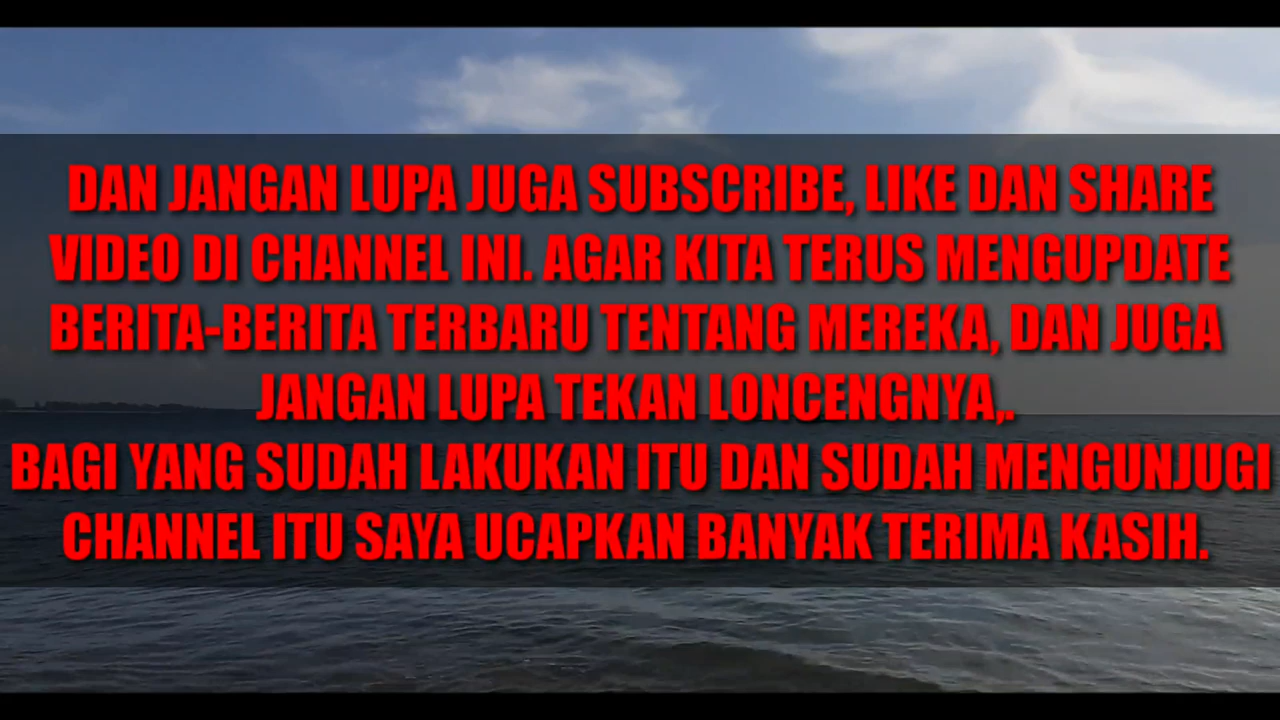 DAN JANGAN LUPA JUGA SUBSCRIBE, LIKE DAN SHARE
VIDEO DI CHANNEL INI. AGAR KITA TERUS MENGUPDATE
BERITA-BERITA TERBARU TENTANG MEREKA, DAN JUGA
JANGAN LUPA TEKAN LONCENGNYA,.
BAGI YANG SUDAH LAKUKAN ITU DAN SUDAH MENGUNJUGI
CHANNEL ITU SAYA UCAPKAN BANYAK TERIMA KASIH.